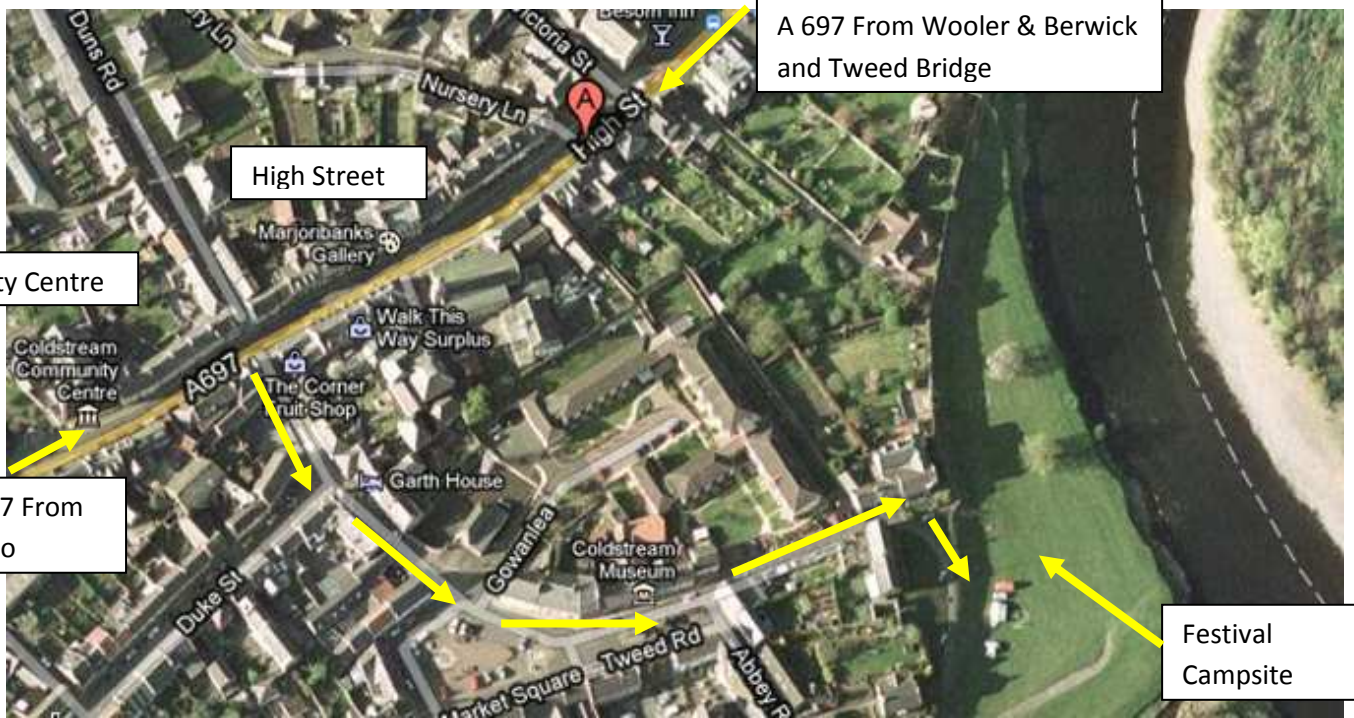 Besom Inn
A 697 From Wooler & Berwick
and Tweed Bridge
Duns Rd
Victoria St
Nursery Ln
A
High St
High Street
Marjoribanks
Gallery
ty Centre
Walk This
Way Surplus
Coldstream
Community
Centre
A697
The Corner
Fruit Shop
7 From
o
Garth House
Gowanlea
Coldstream
Museum
Duke St
Market Square
Tweed Rd
Abbey R
Festival
Campsite